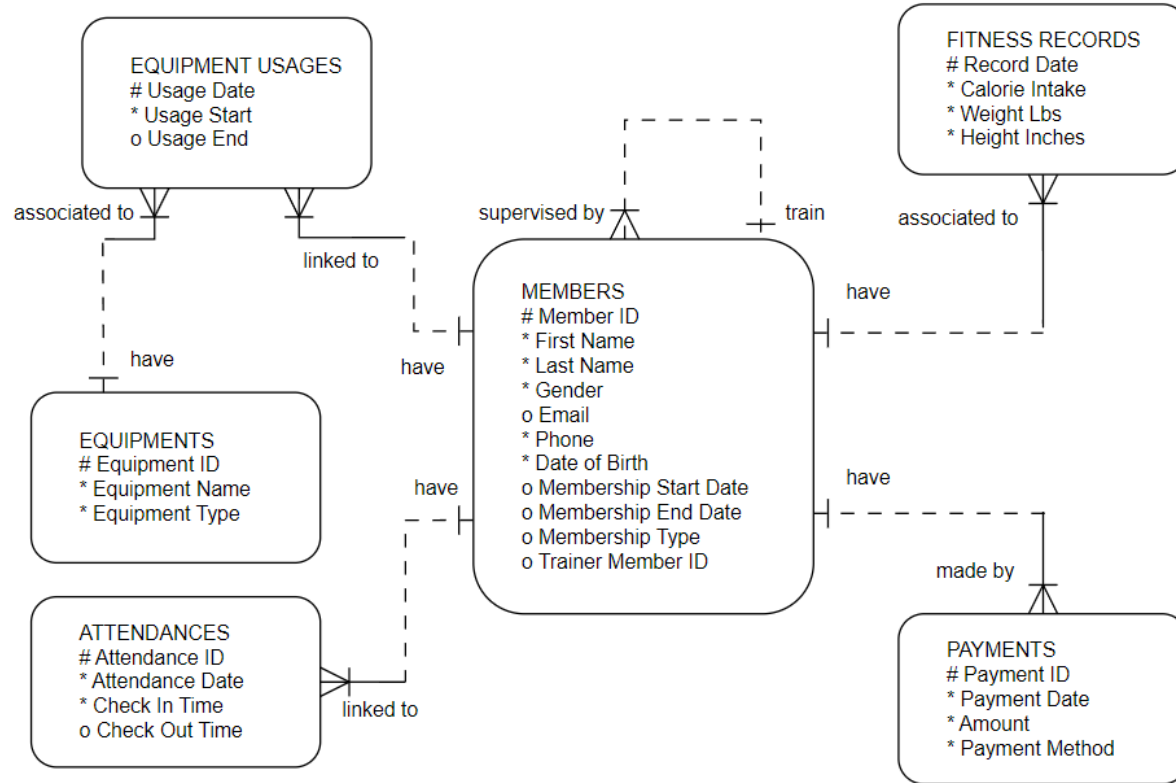 EQUIPMENT USAGES
# Usage Date
* Usage Start
o Usage End
associated to
linked to
have
have
EQUIPMENTS
# Equipment ID
* Equipment Name
* Equipment Type
ATTENDANCES
# Attendance ID
* Attendance Date
* Check In Time
o Check Out Time
have
linked to
supervised by
train
MEMBERS
# Member ID
* First Name
* Last Name
* Gender
o Email
* Phone
* Date of Birth
o Membership Start Date
o Membership End Date
o Membership Type
o Trainer Member ID
FITNESS RECORDS
# Record Date
* Calorie Intake
* Weight Lbs
* Height Inches
associated to
have
have
made by
PAYMENTS
# Payment ID
* Payment Date
* Amount
* Payment Method